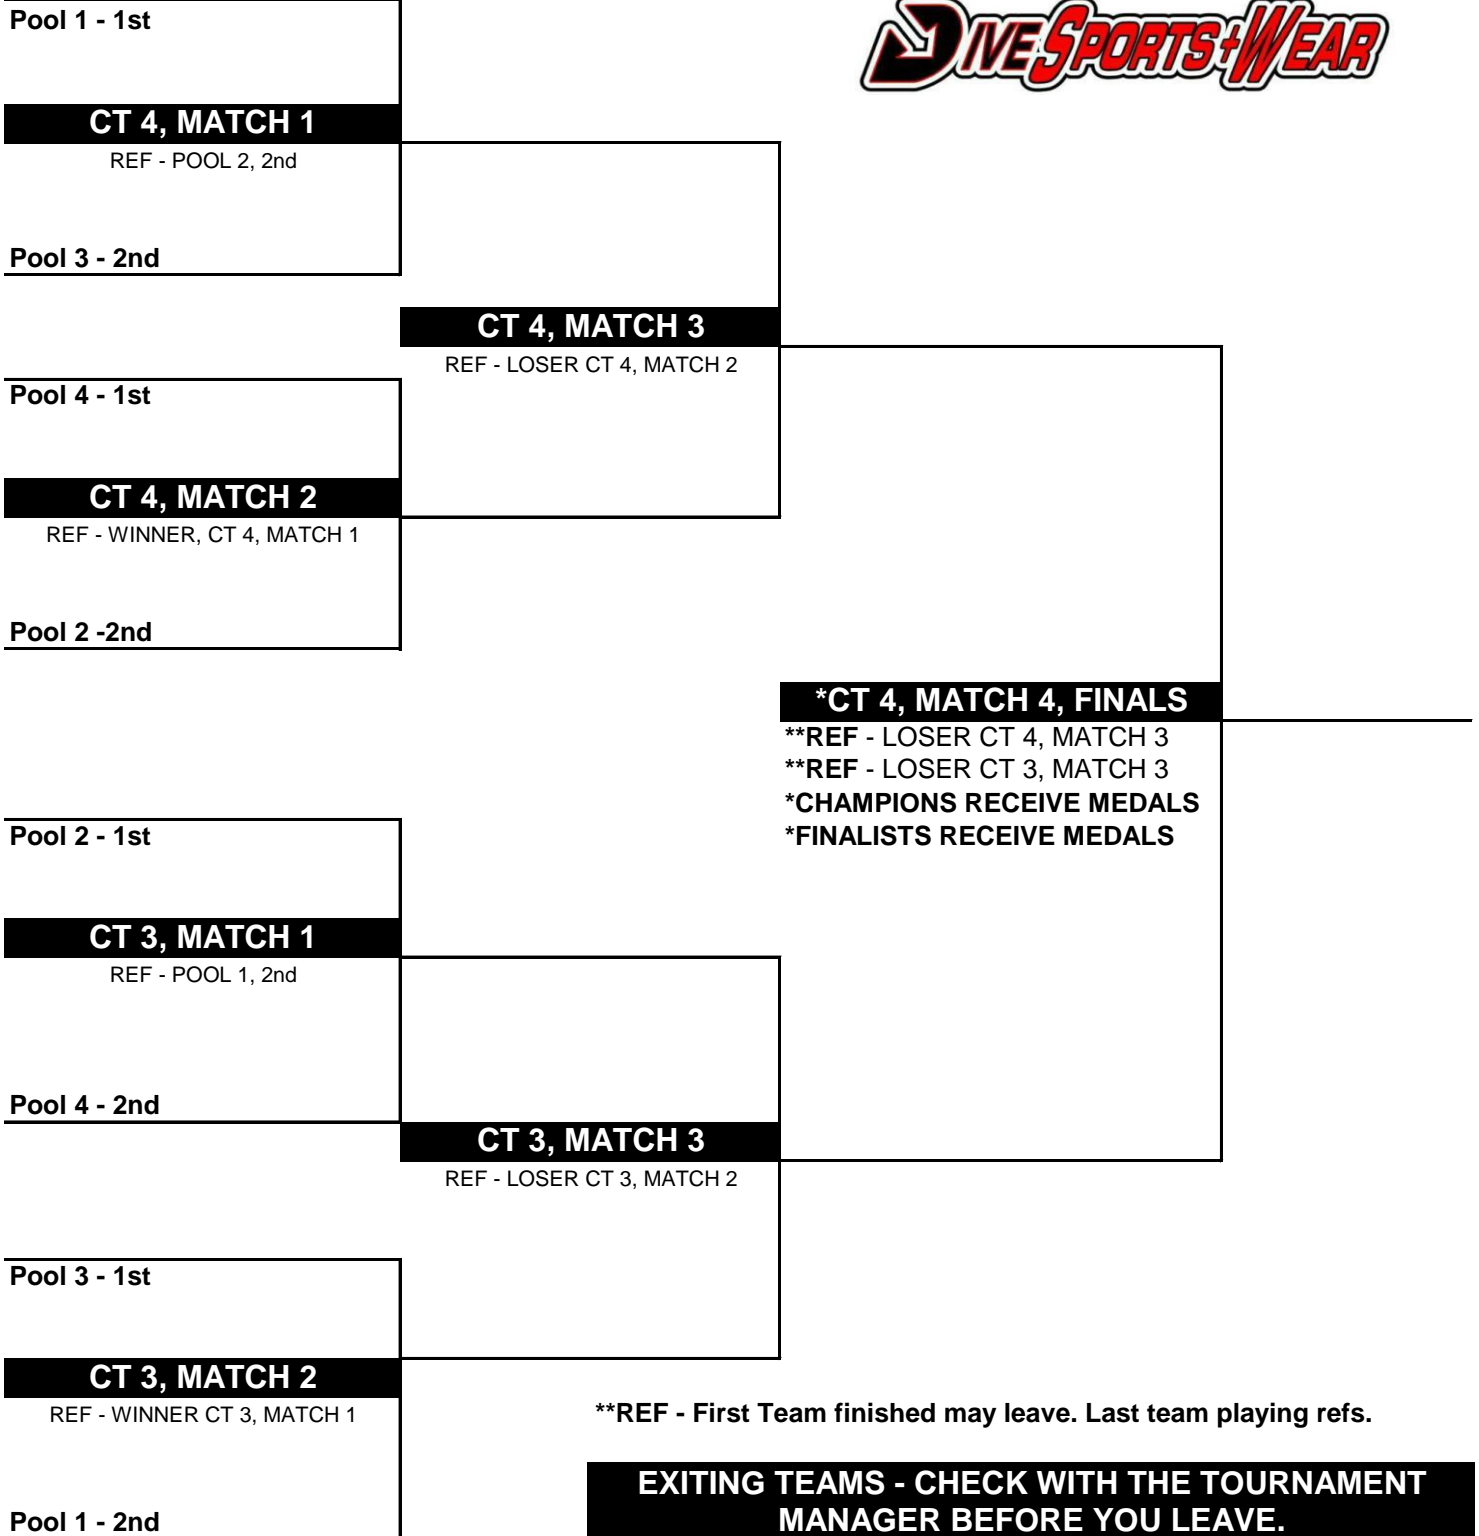 Pool 1 - 1st
DIVE SPORTS+WEAR
CT 4, MATCH 1
REF - POOL 2, 2nd
Pool 3 - 2nd
CT 4, MATCH 3
REF - LOSER CT 4, MATCH 2
Pool 4 - 1st
CT 4, MATCH 2
REF - WINNER, CT 4, MATCH 1
Pool 2 -2nd
*CT 4, MATCH 4, FINALS
**REF - LOSER CT 4, MATCH 3
**REF - LOSER CT 3, MATCH 3
*CHAMPIONS RECEIVE MEDALS
*FINALISTS RECEIVE MEDALS
Pool 2 - 1st
CT 3, MATCH 1
REF - POOL 1, 2nd
Pool 4 - 2nd
CT 3, MATCH 3
REF - LOSER CT 3, MATCH 2
Pool 3 - 1st
CT 3, MATCH 2
REF - WINNER CT 3, MATCH 1
**REF - First Team finished may leave. Last team playing refs.
EXITING TEAMS - CHECK WITH THE TOURNAMENT
MANAGER BEFORE YOU LEAVE.
Pool 1 - 2nd